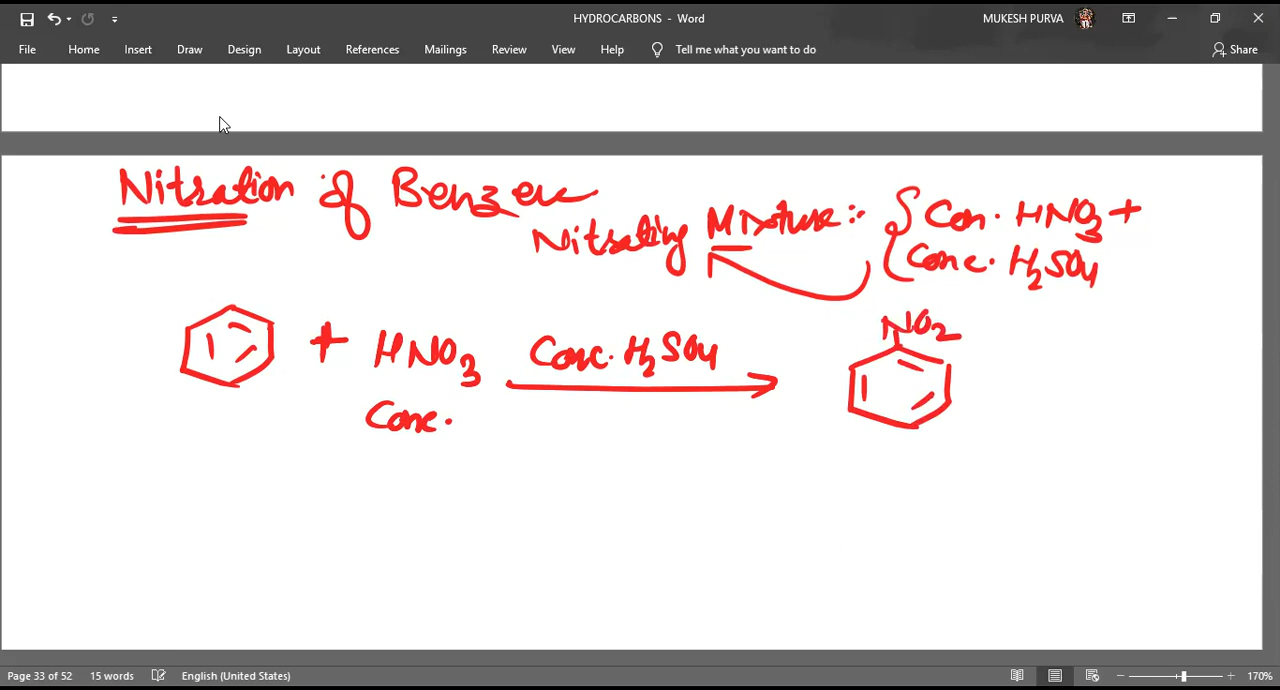 HYDROCARBONS - Word
MUKESH PURVA
File Home Insert Draw Design Layout References Mailings Review View Help Tell me what you want to do Share
Nitration of Benzene
Nitrating Mixture :- { Con. HNO3 +
Conc. H2SO4
+ HNO3 Conc. H2SO4
Conc.
NO2
Page 33 of 52 15 words English (United States) 170%